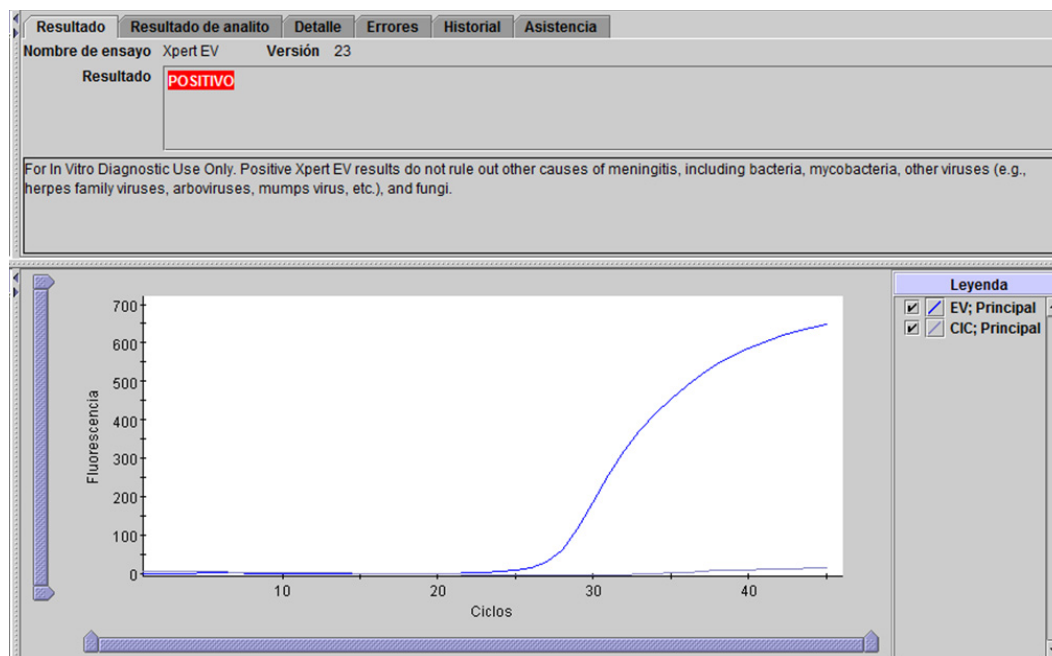 Resultado Resultado de analito Detalle Errores Historial Asistencia
Nombre de ensayo Xpert EV Versión 23
Resultado POSITIVO
For In Vitro Diagnostic Use Only. Positive Xpert EV results do not rule out other causes of meningitis, including bacteria, mycobacteria, other viruses (e.g.,
herpes family viruses, arboviruses, mumps virus, etc.), and fungi.
Leyenda
EV; Principal
CIC; Principal
700
600
500
400
300
200
100
0
Fluorescencia
10 20 30 40
Ciclos